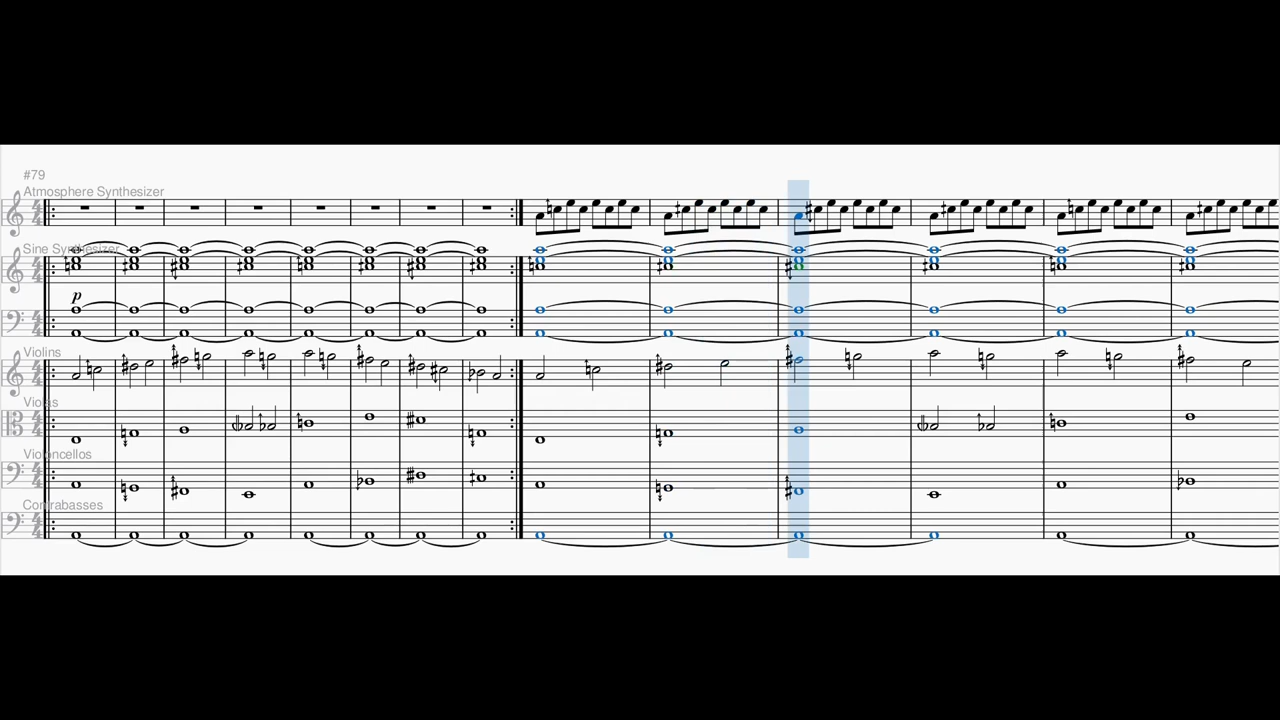 #79
Atmosphere Synthesizer
Sine Synthesizer
p
Violins
Violas
Violoncellos
Contrabasses